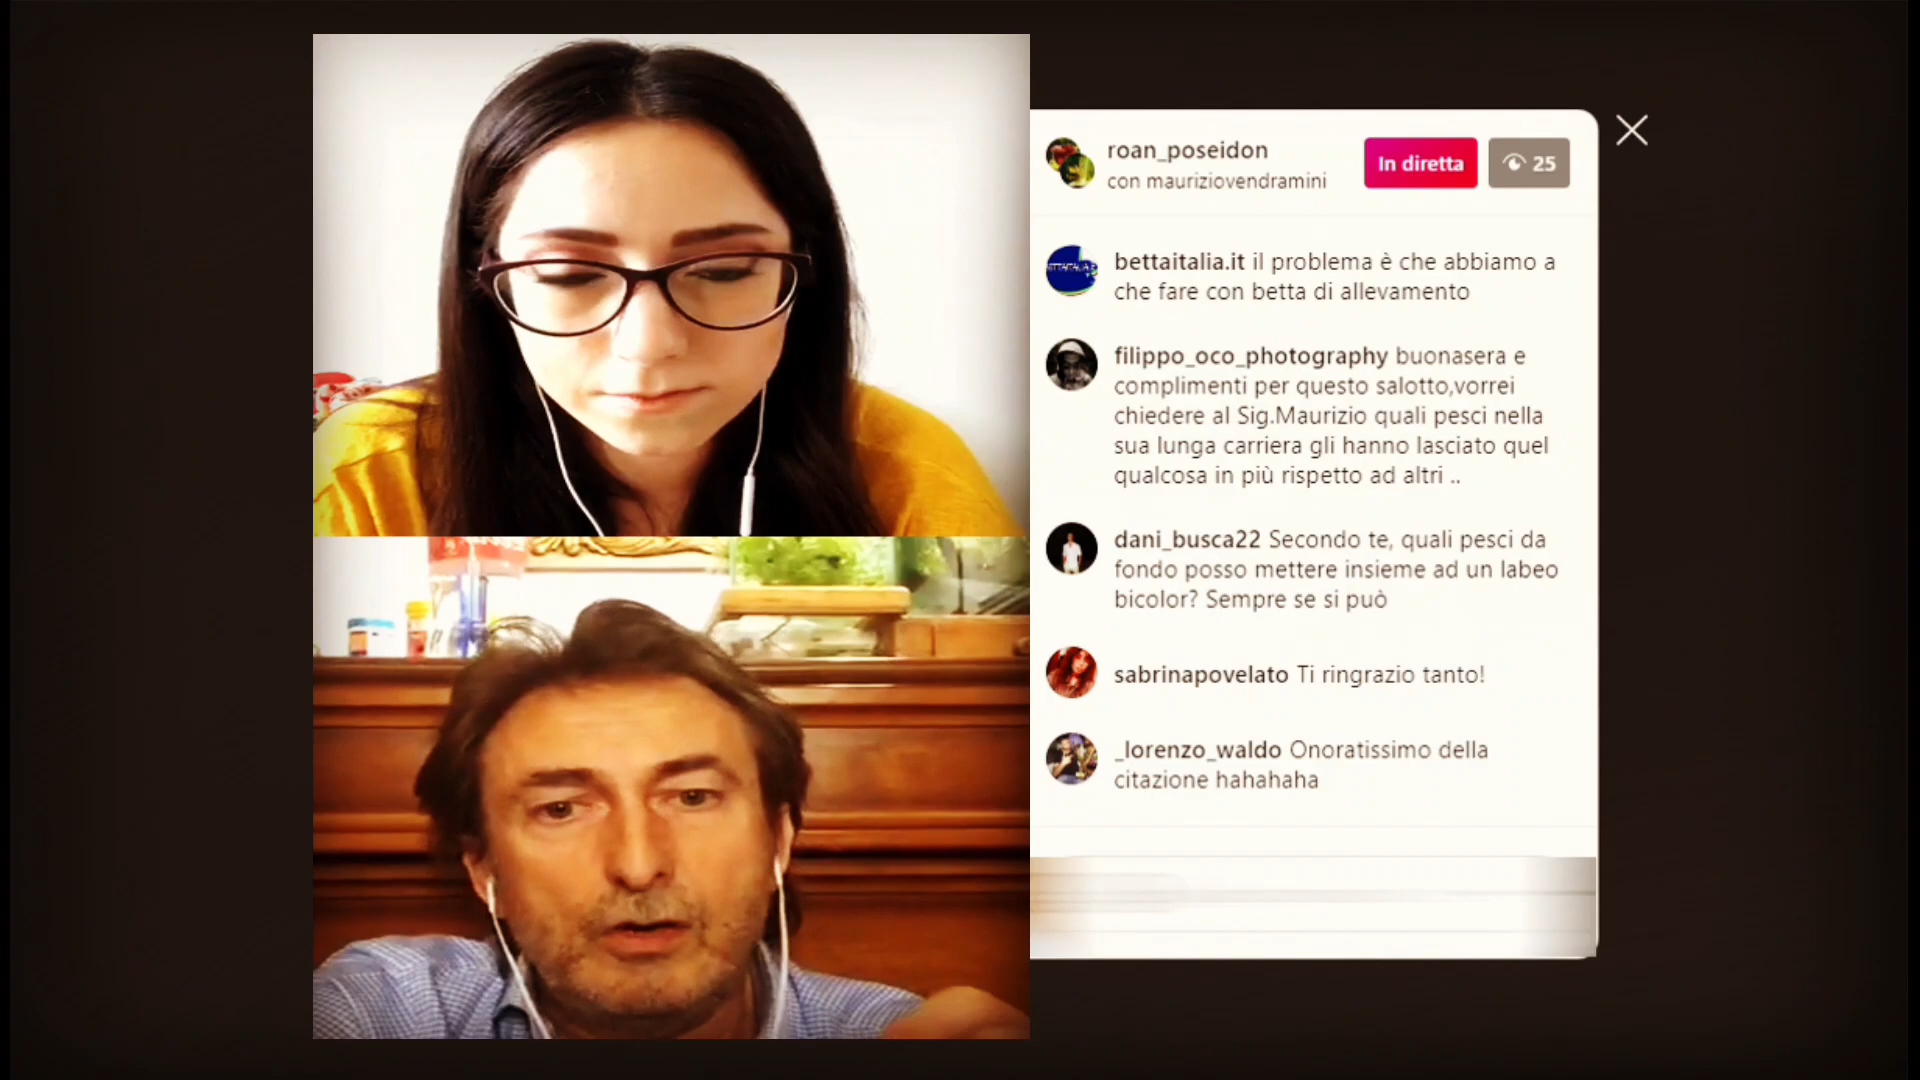 roan_poseidon
con mauriziovendramini
In diretta
25
bettaitalia.it il problema è che abbiamo a
che fare con betta di allevamento
filippo_oco_photography buonasera e
complimenti per questo salotto,vorrei
chiedere al Sig.Maurizio quali pesci nella
sua lunga carriera gli hanno lasciato quel
qualcosa in più rispetto ad altri ..
dani_busca22 Secondo te, quali pesci da
fondo posso mettere insieme ad un labeo
bicolor? Sempre se si può
sabrinapovelato Ti ringrazio tanto!
_lorenzo_waldo Onoratissimo della
citazione hahahaha